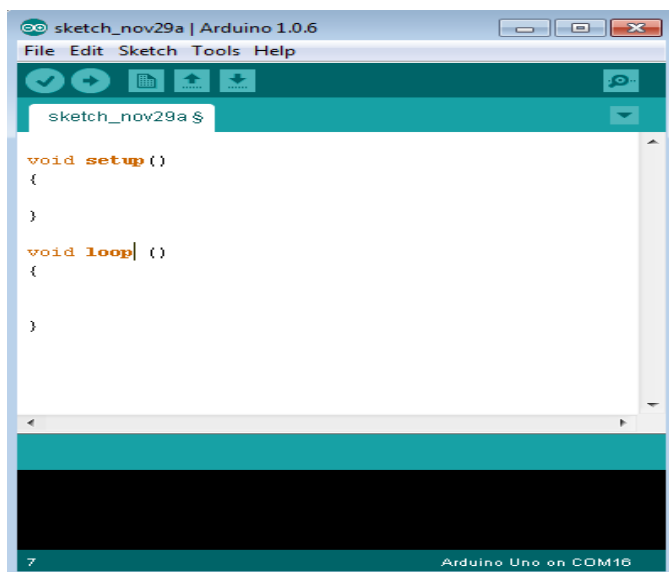 sketch_nov29a | Arduino 1.0.6
File Edit Sketch Tools Help
sketch_nov29a §
void setup()
{
}
void loop ()
{
}
7
Arduino Uno on COM16